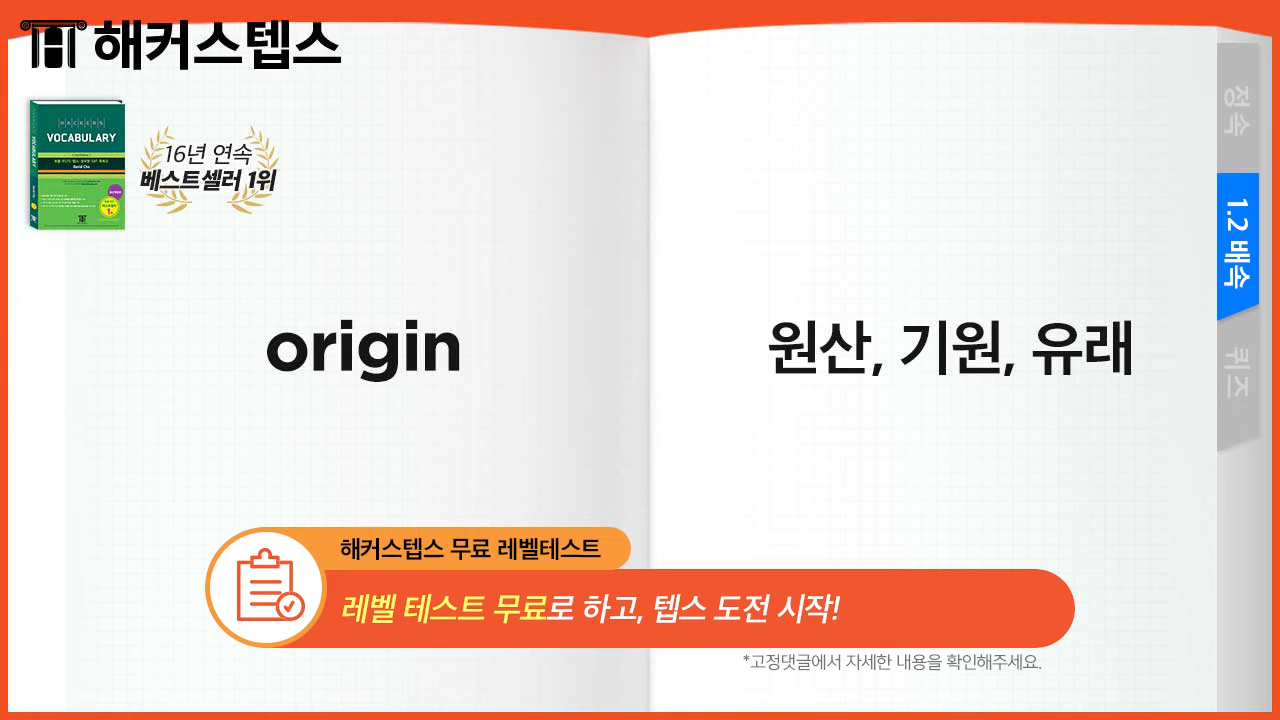 해커스텝스
HACKERS
VOCABULARY
David Cho
VOCABULARY
16년 연속
베스트셀러 1위
origin
원산, 기원, 유래
정속
1.2 배속
퀴즈
해커스텝스 무료 레벨테스트
레벨 테스트 무료로 하고, 텝스 도전 시작!
*고정댓글에서 자세한 내용을 확인해주세요.